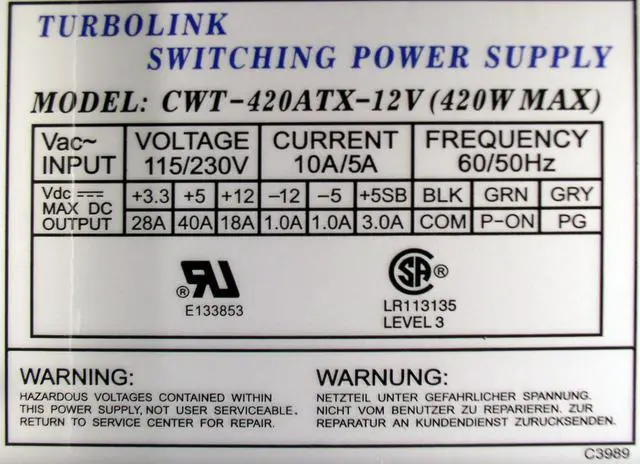 TURBOLINK
SWITCHING POWER SUPPLY
MODEL: CWT-420ATX-12V (420W MAX)
Vac~ INPUT VOLTAGE 115/230V CURRENT 10A/5A FREQUENCY 60/50Hz
Vdc MAX DC OUTPUT +3.3 +5 +12 -12 -5 +5SB BLK GRN GRY
28A 40A 18A 1.0A 1.0A 3.0A COM P-ON PG
® RU SA ®
E133853 LR113135
LEVEL 3
WARNING:
HAZARDOUS VOLTAGES CONTAINED WITHIN
THIS POWER SUPPLY, NOT USER SERVICEABLE.
RETURN TO SERVICE CENTER FOR REPAIR.
WARNUNG:
NETZTEIL UNTER GEFAHRLICHER SPANNUNG.
NICHT VOM BENUTZER ZU REPARIEREN. ZUR
REPARATUR AN KUNDENDIENST ZURUCKSENDEN.
C3989